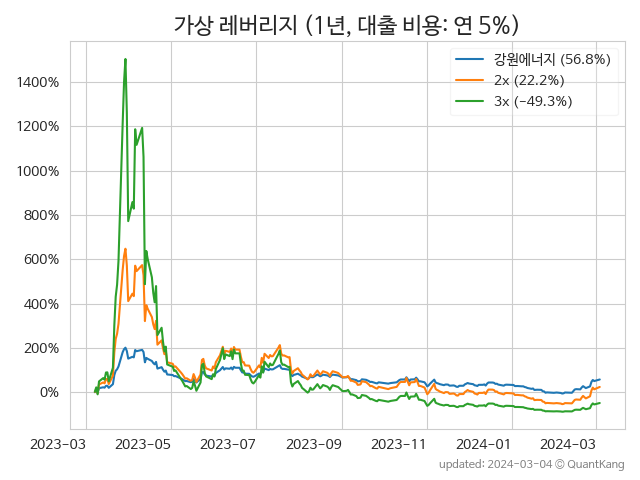 가상 레버리지 (1년, 대출 비용: 연 5%)
강원에너지 (56.8%)
2x (22.2%)
3x (-49.3%)
1400%
1200%
1000%
800%
600%
400%
200%
0%
2023-03 2023-05 2023-07 2023-09 2023-11 2024-01 2024-03
updated: 2024-03-04 © QuantKang